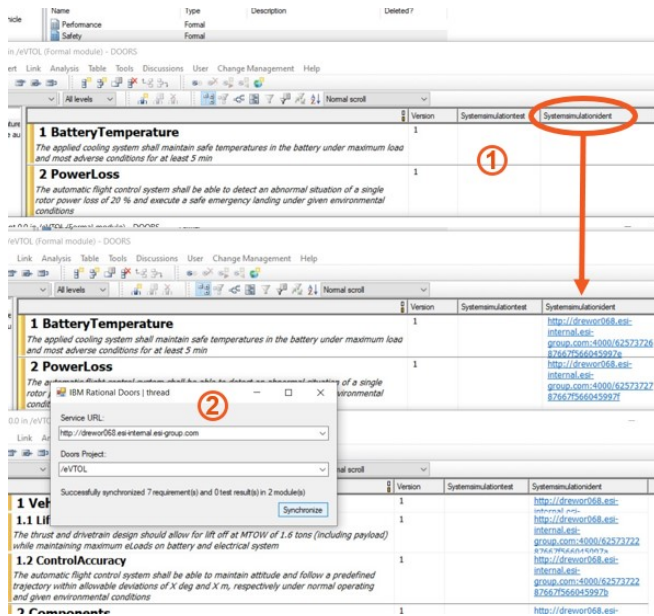 Name Type Description Deleted?
Performance Formal
Safety Formal
in /eVTOL (Formal module) - DOORS
Link Analysis Table Tools Discussions User Change Management Help
All levels Normal scroll
Version Systemsimulationtest Systemsimulationident
1 BatteryTemperature 1
The applied cooling system shall maintain safe temperatures in the battery under maximum load
and most adverse conditions for at least 5 min
①
2 PowerLoss 1
The automatic flight control system shall be able to detect an abnormal situation of a single
rotor power loss of 20 % and execute a safe emergency landing under given environmental
conditions
/eVTOL (Formal module) - DOORS
Link Analysis Table Tools Discussions User Change Management Help
All levels Normal scroll
Version Systemsimulationtest Systemsimulationident
1 BatteryTemperature 1 http://drewor068.esi-
internal.esi-
The applied cooling system shall maintain safe temperatures in the battery under maximum load
group.com:4000/62573726
and most adverse conditions for at least 5 min
87667f566045997e
2 PowerLoss 1 http://drewor068.esi-
internal.esi-
group.com:4000/62573727
87667f566045997f
IBM Rational Doors | thread
②
Service URL:
http://drewor068.esi-internal.esi-group.com
Doors Project:
/eVTOL
Successfully synchronized 7 requirement(s) and 0 test result(s) in 2 module(s)
Synchronize
Link
Version Systemsimulationtest Systemsimulationident
1 http://drewor068.esi-
1.1 1 http://drewor068.esi-
internal.esi-
The thrust and drivetrain design should allow for lift off at MTOW of 1.6 tons (including payload)
group.com:4000/62573722
while maintaining maximum eLoads on battery and electrical system
1.2 ControlAccuracy 1 http://drewor068.esi-
internal.esi-
The automatic flight control system shall be able to maintain attitude and follow a predefined
group.com:4000/62573722
trajectory within allowable deviations of X deg and X m, respectively under normal operating
87667f566045997b
and given environmental conditions
2 Components 1 http://drewor068.esi-